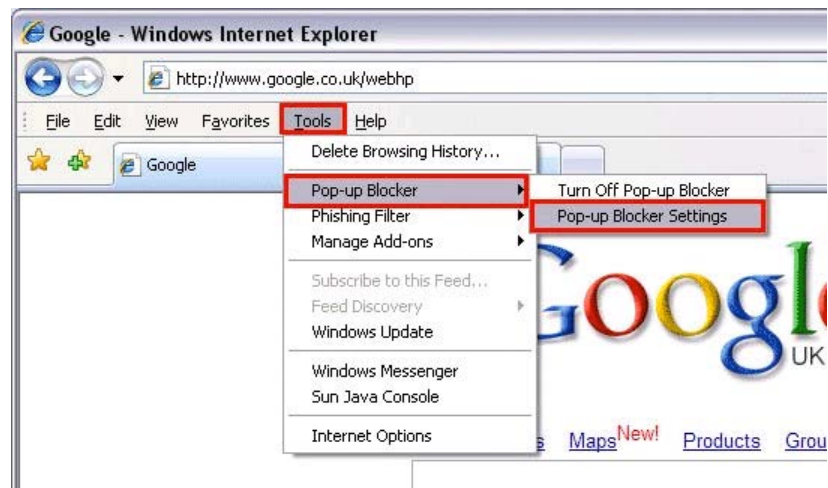 Google - Windows Internet Explorer
http://www.google.co.uk/webhp
File Edit View Favorites Tools Help
Google
Delete Browsing History...
Pop-up Blocker
Turn Off Pop-up Blocker
Phishing Filter
Pop-up Blocker Settings
Manage Add-ons
Subscribe to this Feed...
Feed Discovery
Windows Update
Windows Messenger
Sun Java Console
Internet Options
Google
UK
Maps New! Products